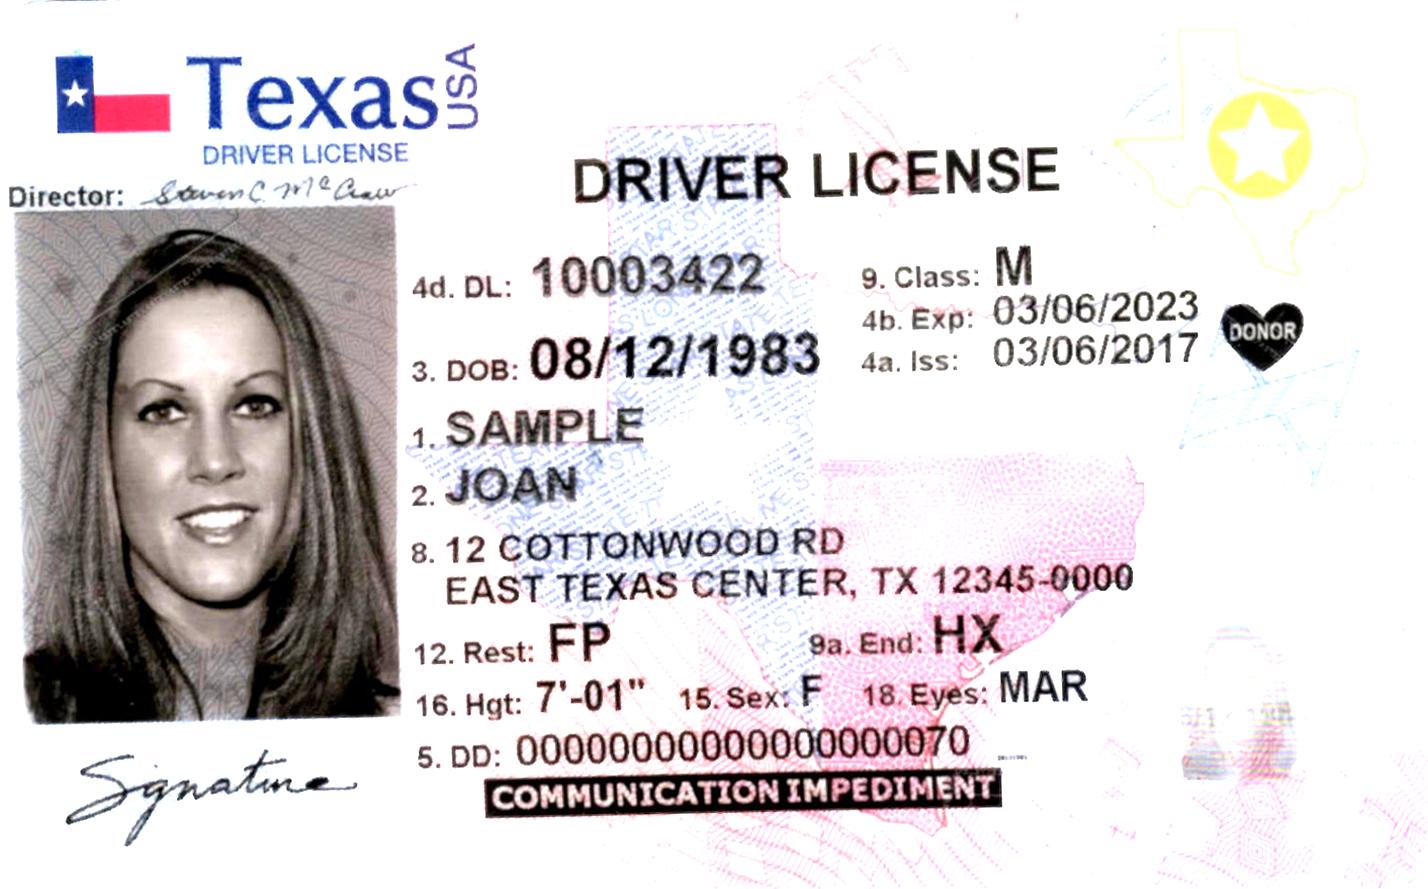 Texas USA
DRIVER LICENSE
Director: Steven C McCraw
DRIVER LICENSE
4d. DL: 10003422
9. Class: M
4b. Exp: 03/06/2023
4a. Iss: 03/06/2017
DONOR
3. DOB: 08/12/1983
1. SAMPLE
2. JOAN
8. 12 COTTONWOOD RD
EAST TEXAS CENTER, TX 12345-0000
12. Rest: FP
9a. End: HX
16. Hgt: 7'-01" 15. Sex: F 18. Eyes: MAR
5. DD: 00000000000000000070
COMMUNICATION IMPEDIMENT
Signature